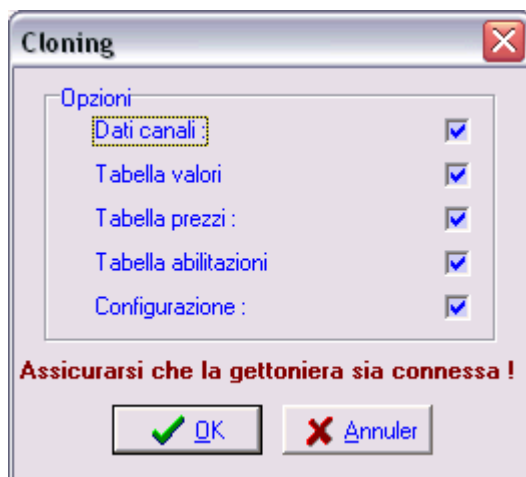 Cloning
Opzioni
Dati canali :
Tabella valori
Tabella prezzi :
Tabella abilitazioni
Configurazione :
Assicurarsi che la gettoniera sia connessa !
OK
Annuler